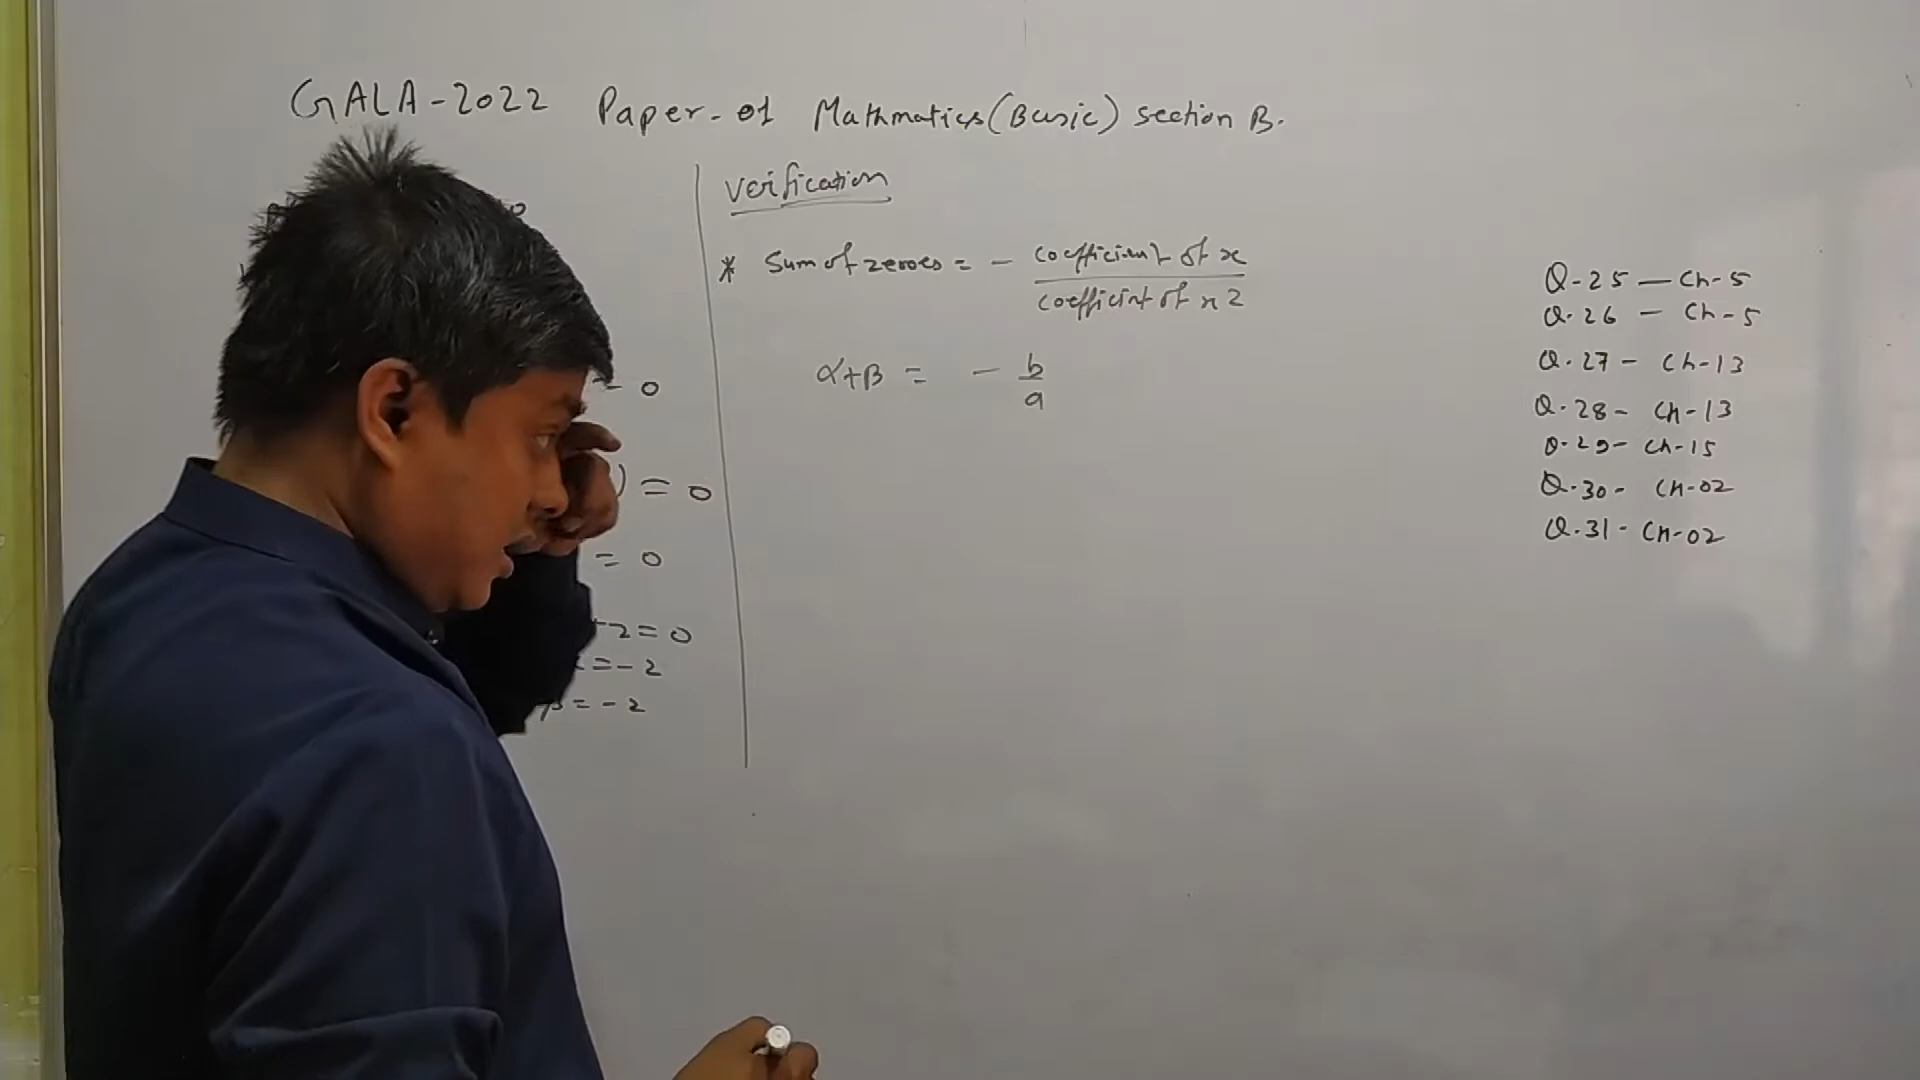 GALA-2022 Paper-of Mathmatics (Basic) section B.
= 0
) = 0
= 0
+2=0
=-2
β=-2
Verification
* Sum of zeroes = - coefficient of x
coefficint of x 2
α+β = - b
a
Q-25 - Ch-5
Q.26 - Ch-5
Q.27- Ch-13
Q.28- Ch-13
Q-29- Ch-15
Q.30- Ch-02
Q.31- Ch-02